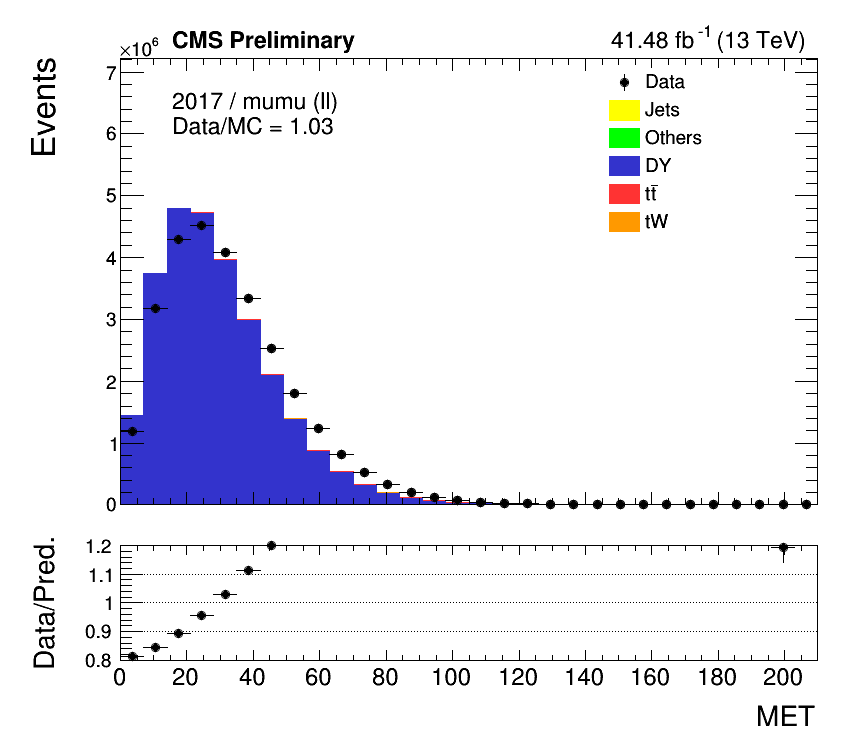 ×10⁶ CMS Preliminary 41.48 fb⁻¹ (13 TeV)
Events
2017 / mumu (ll)
Data/MC = 1.03
Data
Jets
Others
DY
tt̄
tW
7
6
5
4
3
2
1
0
Data/Pred.
1.2
1.1
1
0.9
0.8
0 20 40 60 80 100 120 140 160 180 200
MET